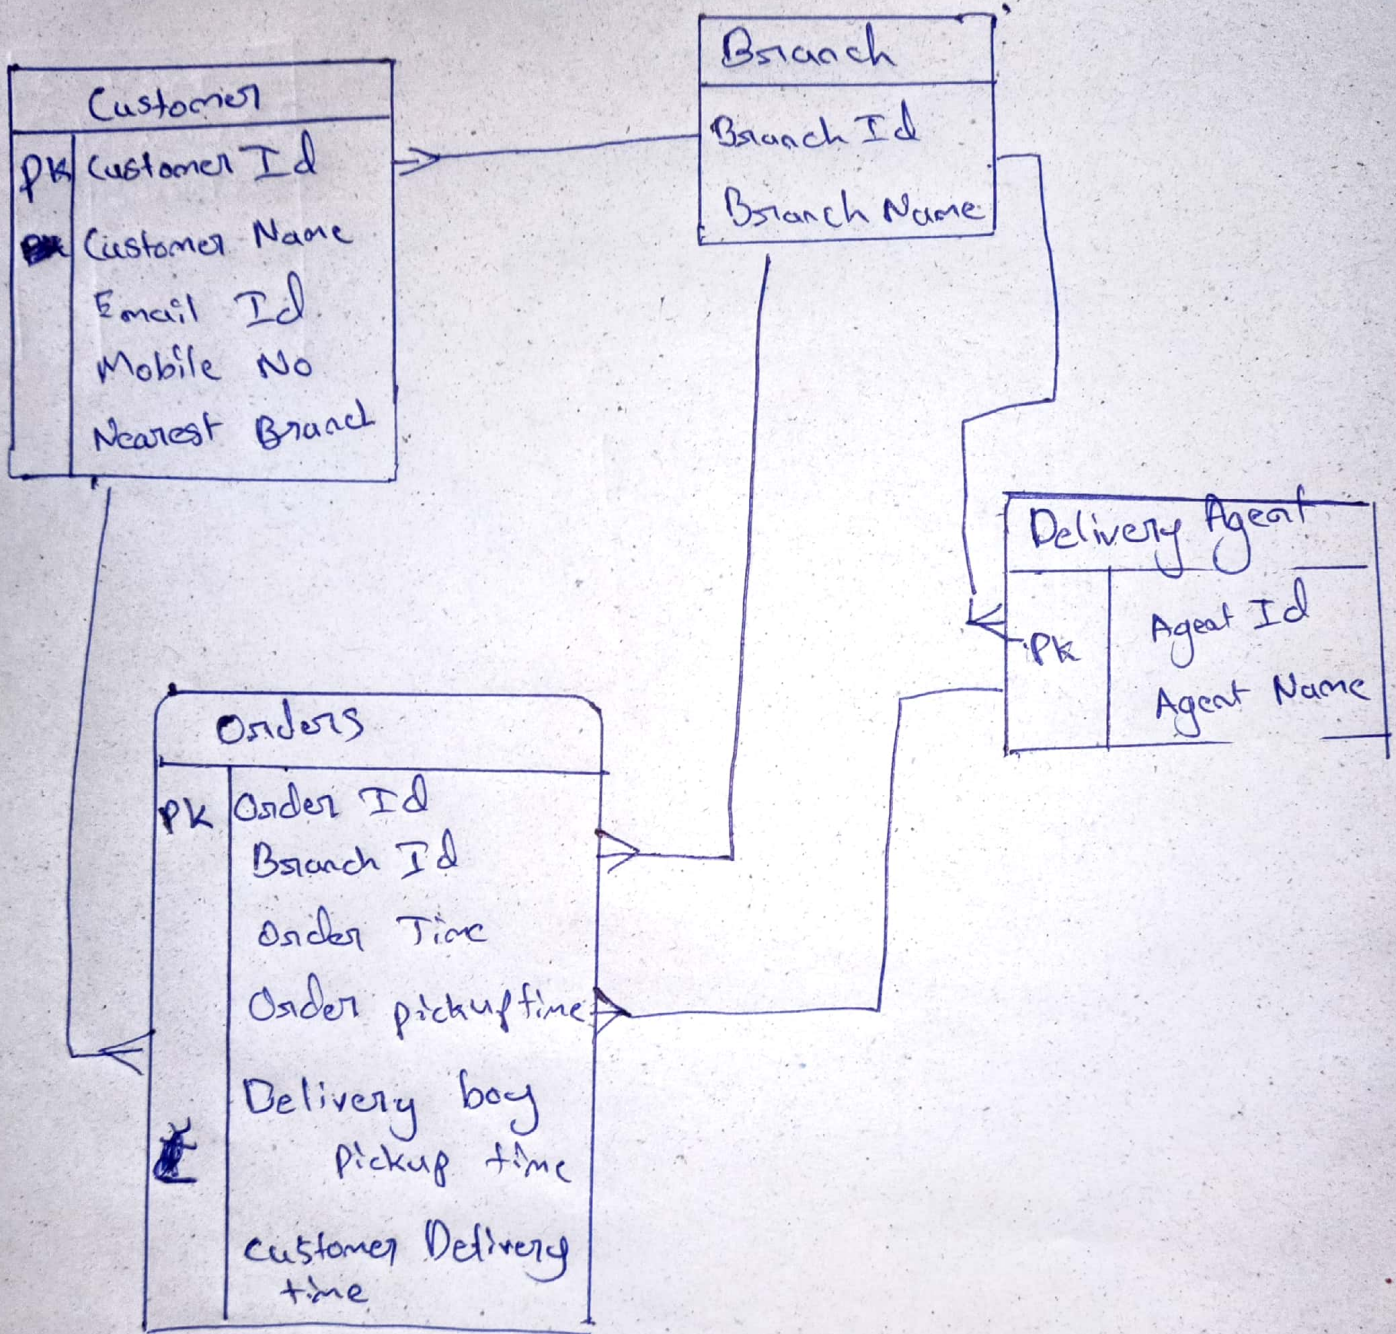 Customer
PK Customer Id
Customer Name
Email Id
Mobile No
Nearest Branch
Branch
Branch Id
Branch Name
Delivery Agent
PK Agent Id
Agent Name
Orders
PK Order Id
Branch Id
Order Time
Order pickup time
Delivery boy
Pickup time
Customer Delivery
time